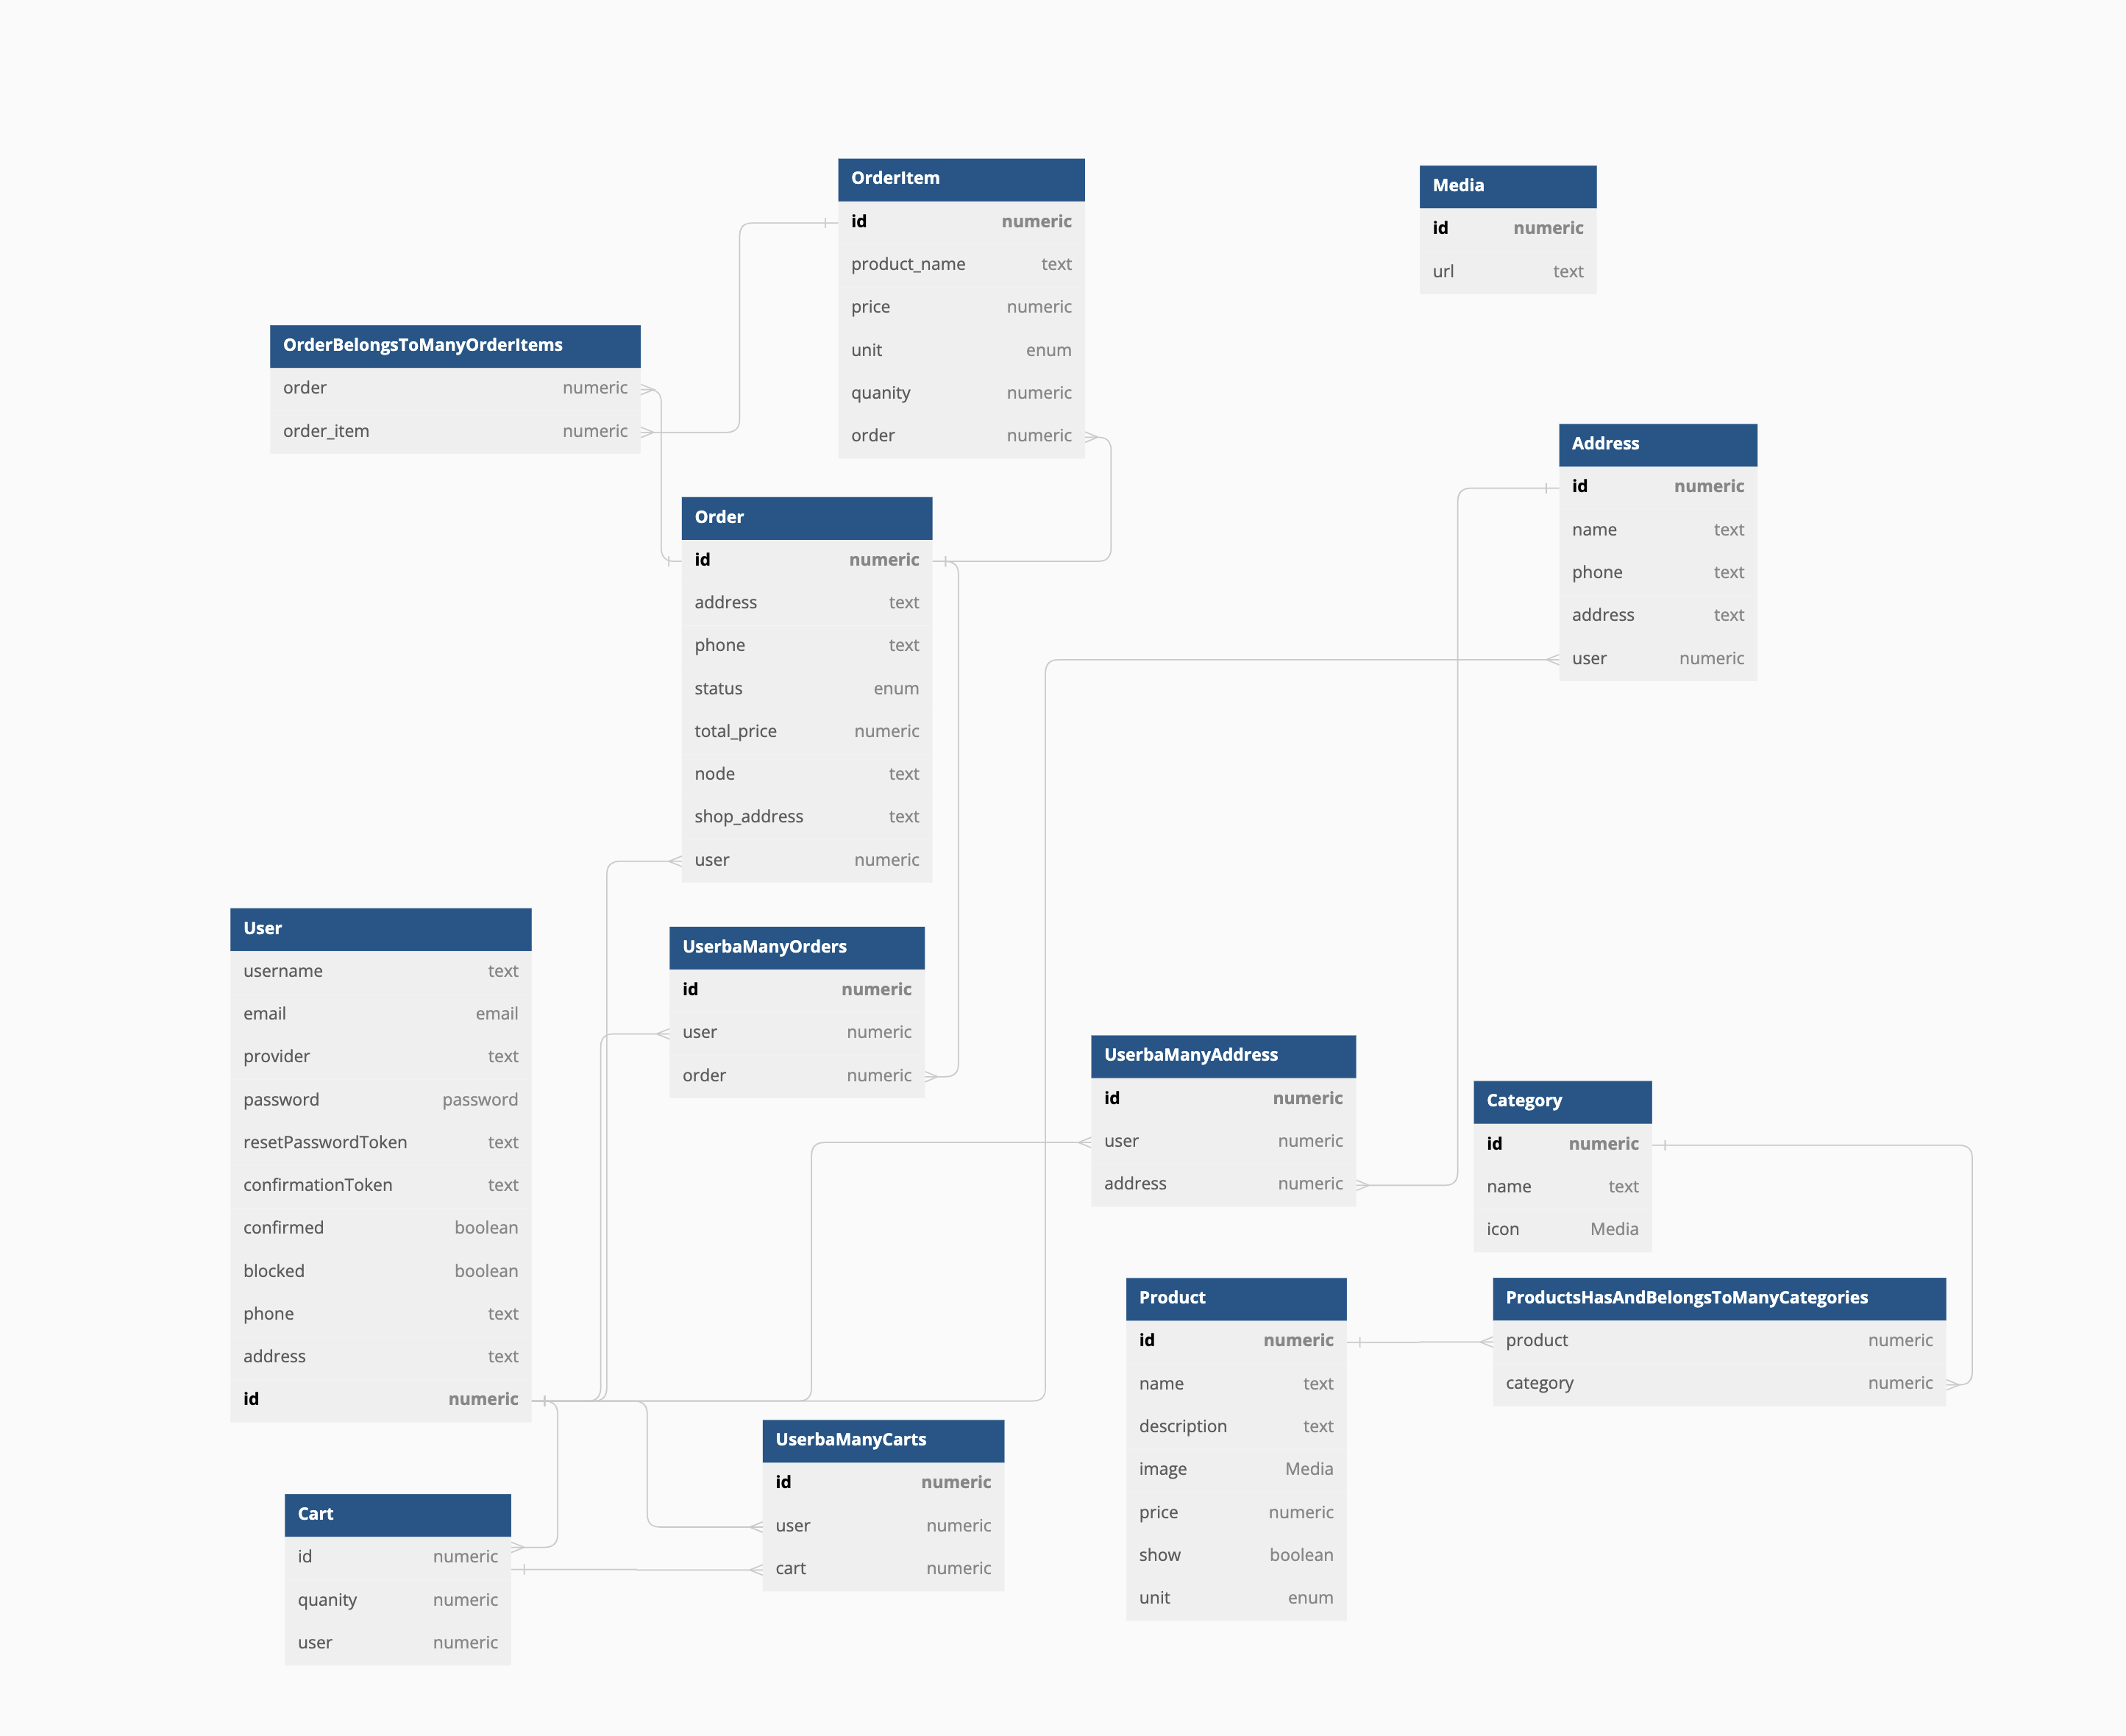 OrderItem
id numeric
product_name text
price numeric
unit enum
quanity numeric
order numeric
Media
id numeric
url text
OrderBelongsToManyOrderItems
order numeric
order_item numeric
Address
id numeric
name text
phone text
address text
user numeric
Order
id numeric
address text
phone text
status enum
total_price numeric
node text
shop_address text
user numeric
User
username text
email email
provider text
password password
resetPasswordToken text
confirmationToken text
confirmed boolean
blocked boolean
phone text
address text
id numeric
UserbaManyOrders
id numeric
user numeric
order numeric
UserbaManyAddress
id numeric
user numeric
address numeric
Category
id numeric
name text
icon Media
Product
id numeric
name text
description text
image Media
price numeric
show boolean
unit enum
ProductsHasAndBelongsToManyCategories
product numeric
category numeric
UserbaManyCarts
id numeric
user numeric
cart numeric
Cart
id numeric
quanity numeric
user numeric